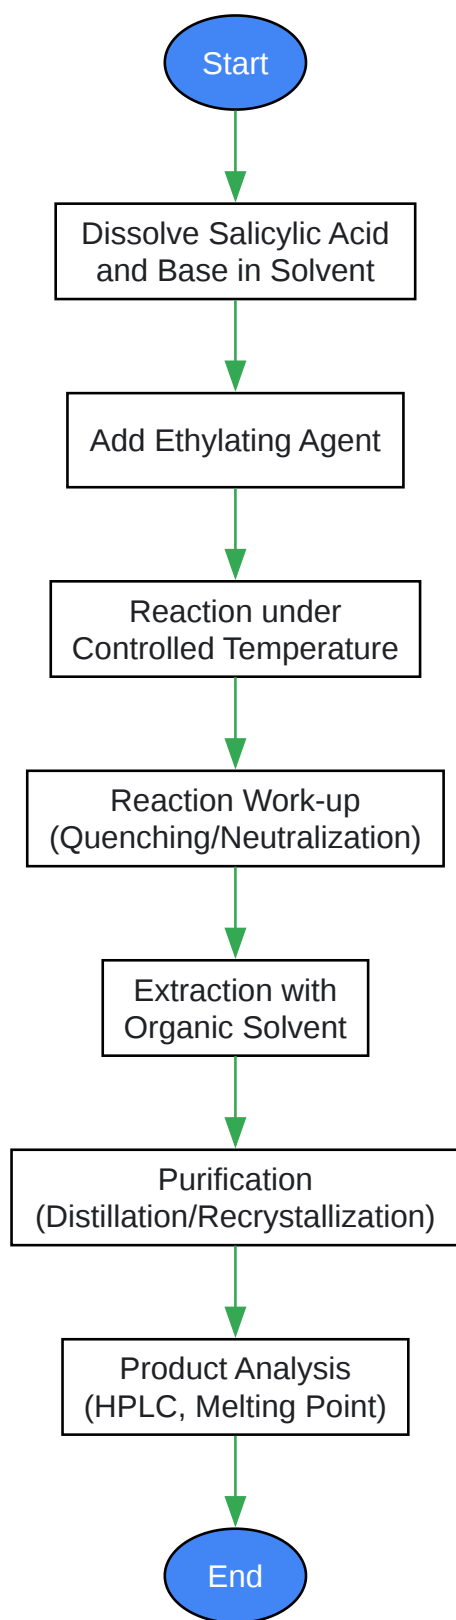 Start
Dissolve Salicylic Acid
and Base in Solvent
Add Ethylating Agent
Reaction under
Controlled Temperature
Reaction Work-up
(Quenching/Neutralization)
Extraction with
Organic Solvent
Purification
(Distillation/Recrystallization)
Product Analysis
(HPLC, Melting Point)
End